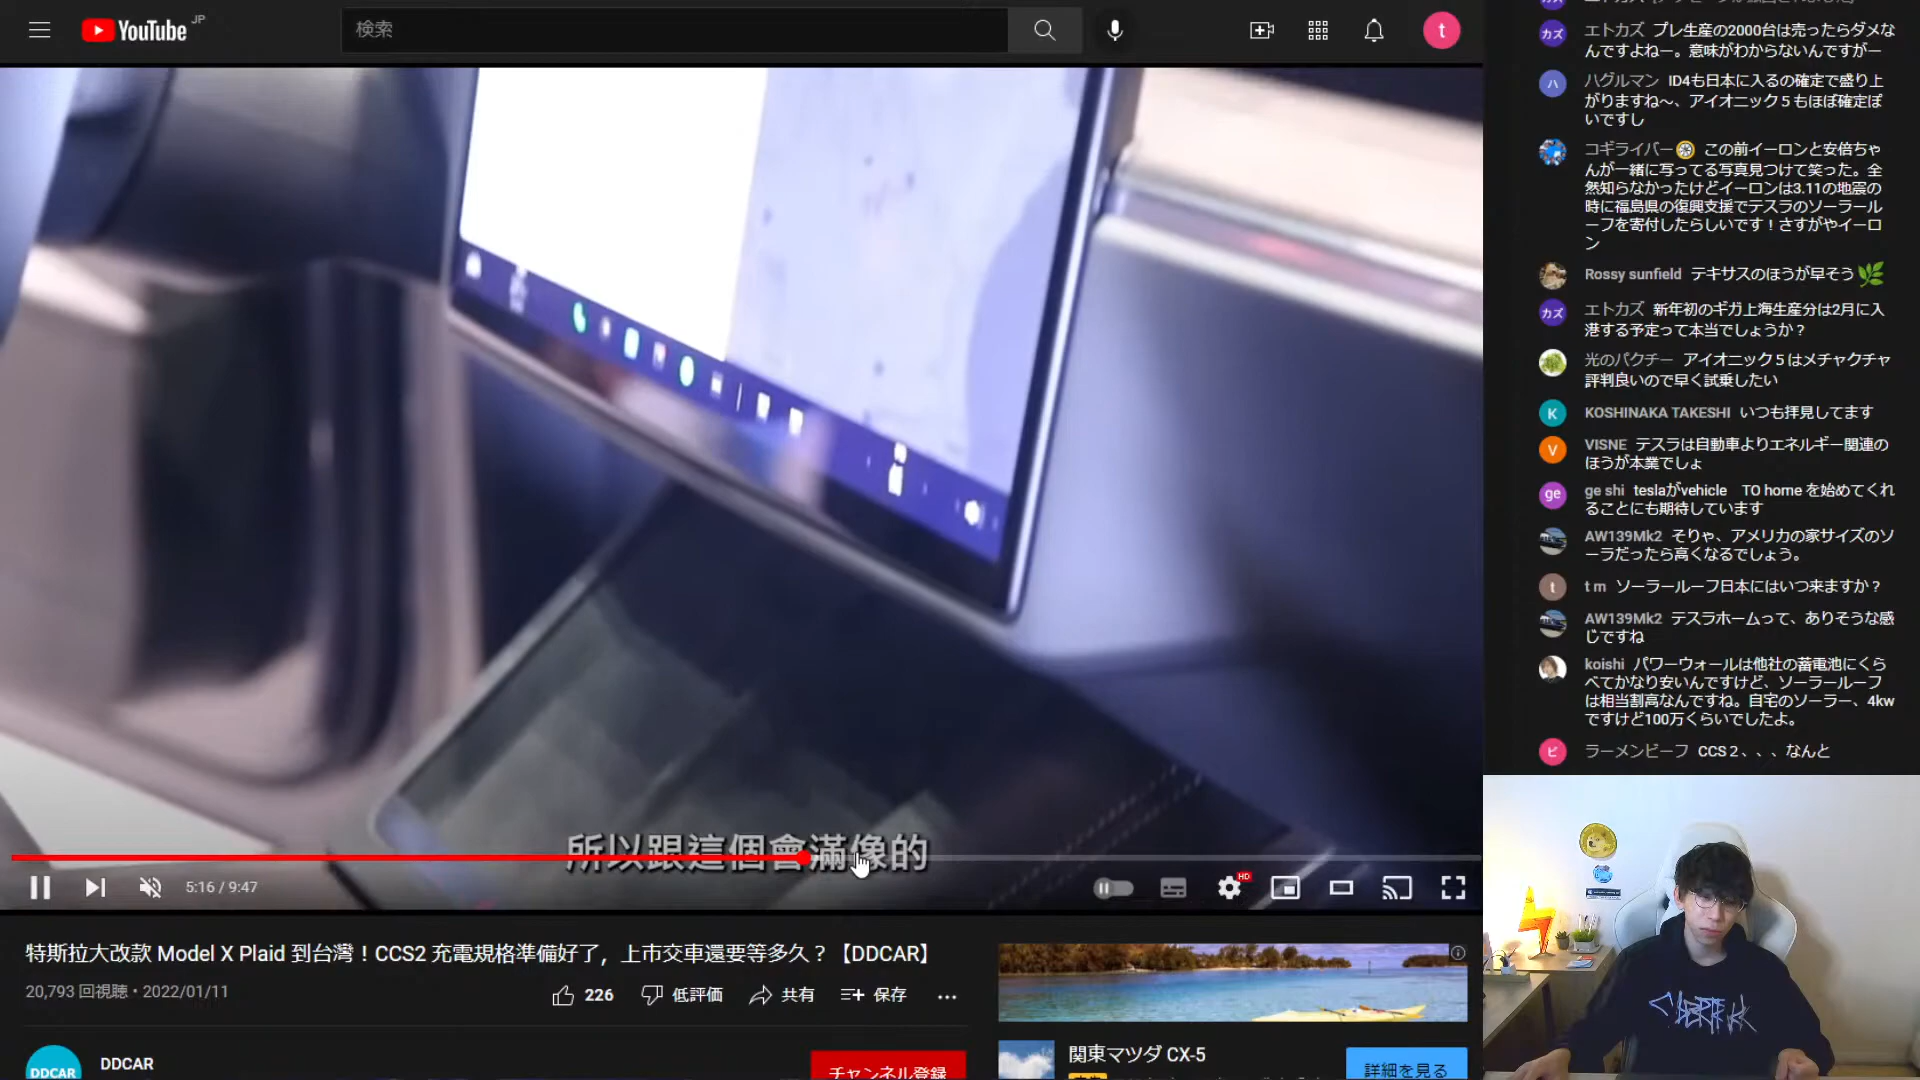 YouTube JP
検索
t
所以跟這個會滿像的
5:16 / 9:47
HD
特斯拉大改款 Model X Plaid 到台灣！CCS2 充電規格準備好了，上市交車還要等多久？【DDCAR】
20,793 回視聴・2022/01/11
226
低評価
共有
保存
DDCAR
DDCAR
チャンネル登録
関東マツダ CX-5
詳細を見る
カズ エトカズ プレ生産の2000台は売ったらダメな
んですよねー。意味がわからないんですがー
ハ ハグルマン ID4も日本に入るの確定で盛り上
がりますね〜、アイオニック５もほぼ確定ぽ
いですし
コギライバー この前イーロンと安倍ちゃ
んが一緒に写ってる写真見つけて笑った。全
然知らなかったけどイーロンは3.11の地震の
時に福島県の復興支援でテスラのソーラール
ーフを寄付したらしいです！さすがやイーロ
ン
Rossy sunfield テキサスのほうが早そう
カズ エトカズ 新年初のギガ上海生産分は2月に入
港する予定って本当でしょうか？
光のパクチー アイオニック５はメチャクチャ
評判良いので早く試乗したい
K KOSHINAKA TAKESHI いつも拝見してます
V VISNE テスラは自動車よりエネルギー関連の
ほうが本業でしょ
ge ge shi teslaがvehicle TO home を始めてくれ
ることにも期待しています
AW139Mk2 そりゃ、アメリカの家サイズのソ
ーラだったら高くなるでしょう。
t t m ソーラールーフ日本にはいつ来ますか？
AW139Mk2 テスラホームって、ありそうな感
じですね
koishi パワーウォールは他社の蓄電池にくら
べてかなり安いんですけど、ソーラールーフ
は相当割高なんですね。自宅のソーラー、4kw
ですけど100万くらいでしたよ。
ビ ラーメンビーフ CCS２、、、なんと